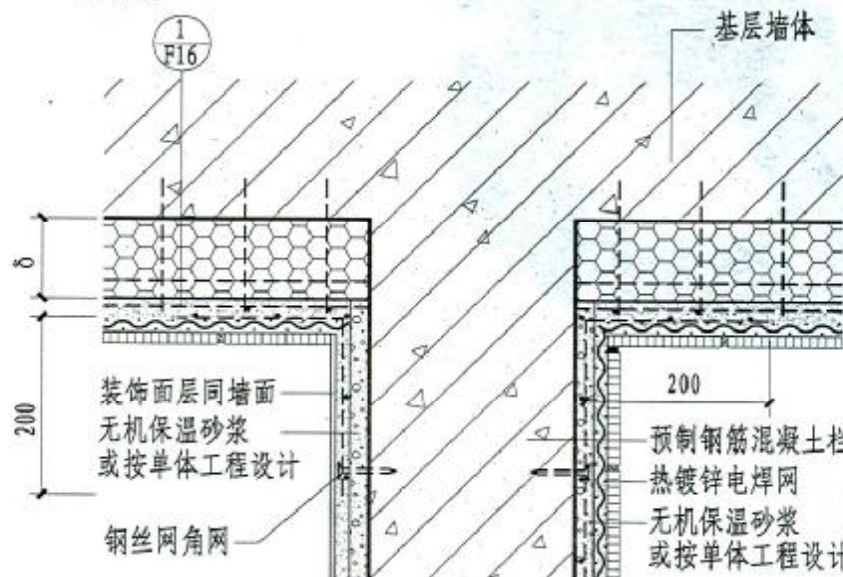 1
F16
基层墙体
δ
200
装饰面层同墙面
无机保温砂浆
或按单体工程设计
钢丝网角网
200
预制钢筋混凝土栏
热镀锌电焊网
无机保温砂浆
或按单体工程设计